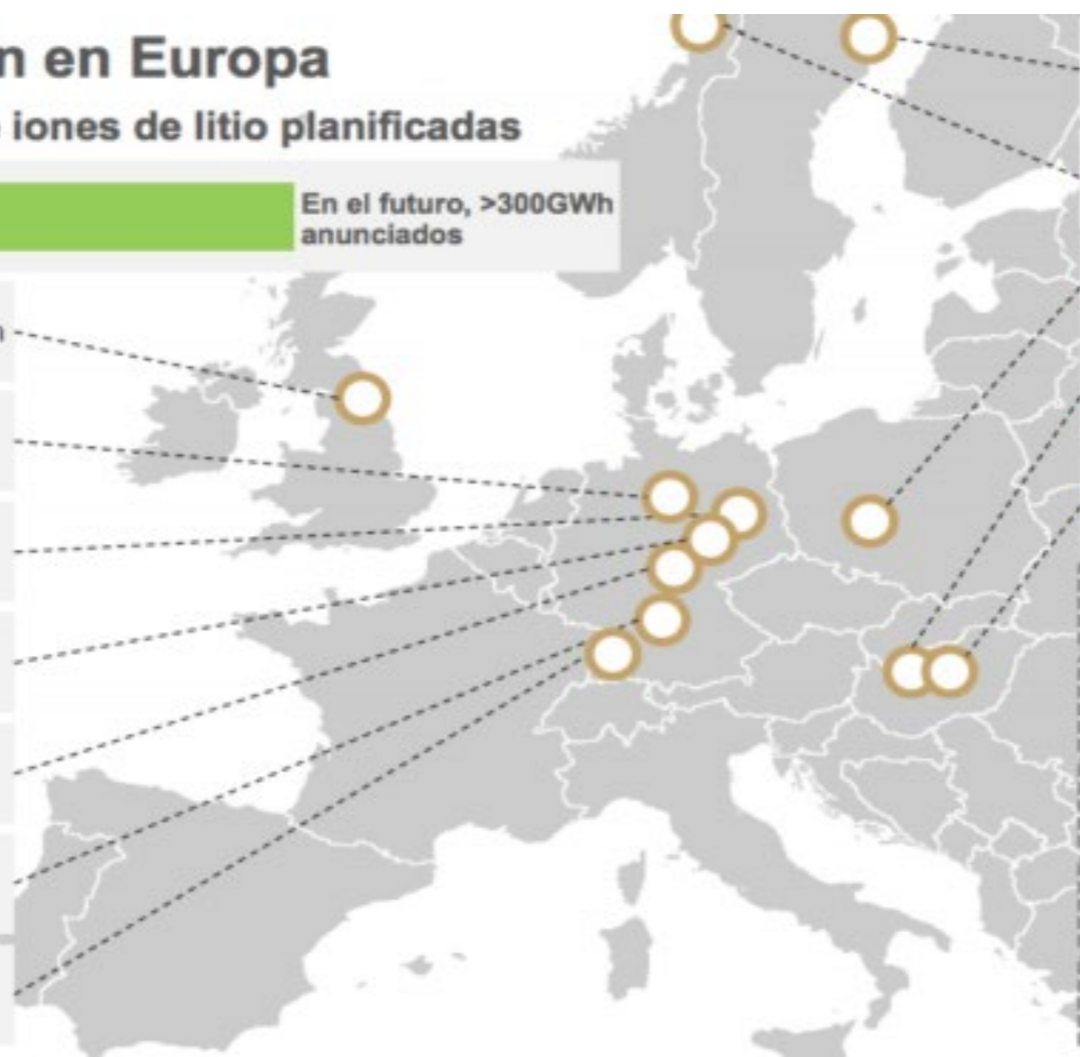 n en Europa
iones de litio planificadas
En el futuro, >300GWh
anunciados